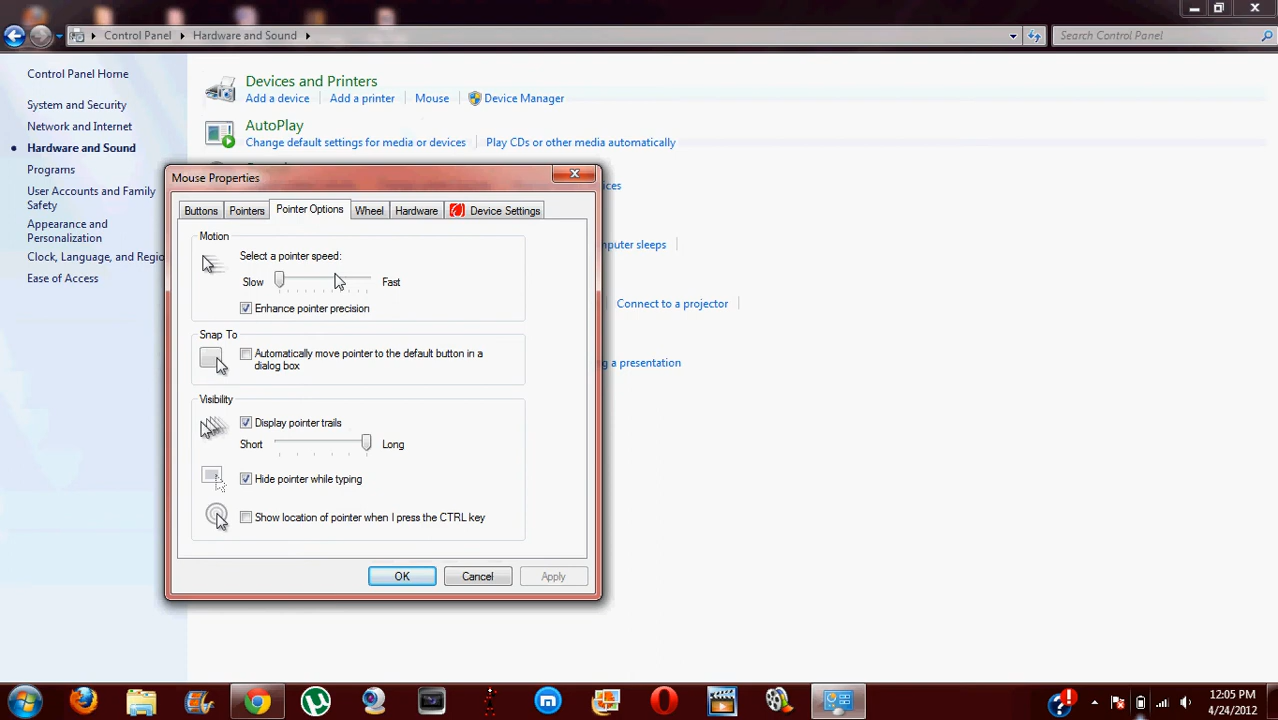 Control Panel
Hardware and Sound
Search Control Panel
Control Panel Home
System and Security
Network and Internet
Hardware and Sound
Programs
User Accounts and Family
Safety
Appearance and
Personalization
Clock, Language, and Regio
Ease of Access
Devices and Printers
Add a device
Add a printer
Mouse
Device Manager
AutoPlay
Change default settings for media or devices
Play CDs or other media automatically
Mouse Properties
Buttons
Pointers
Pointer Options
Wheel
Hardware
Device Settings
Motion
Select a pointer speed:
Slow
Fast
Enhance pointer precision
Snap To
Automatically move pointer to the default button in a
dialog box
Visibility
Display pointer trails
Short
Long
Hide pointer while typing
Show location of pointer when I press the CTRL key
OK
Cancel
Apply
sleeps
Connect to a projector
a presentation
12:05 PM
4/24/2012